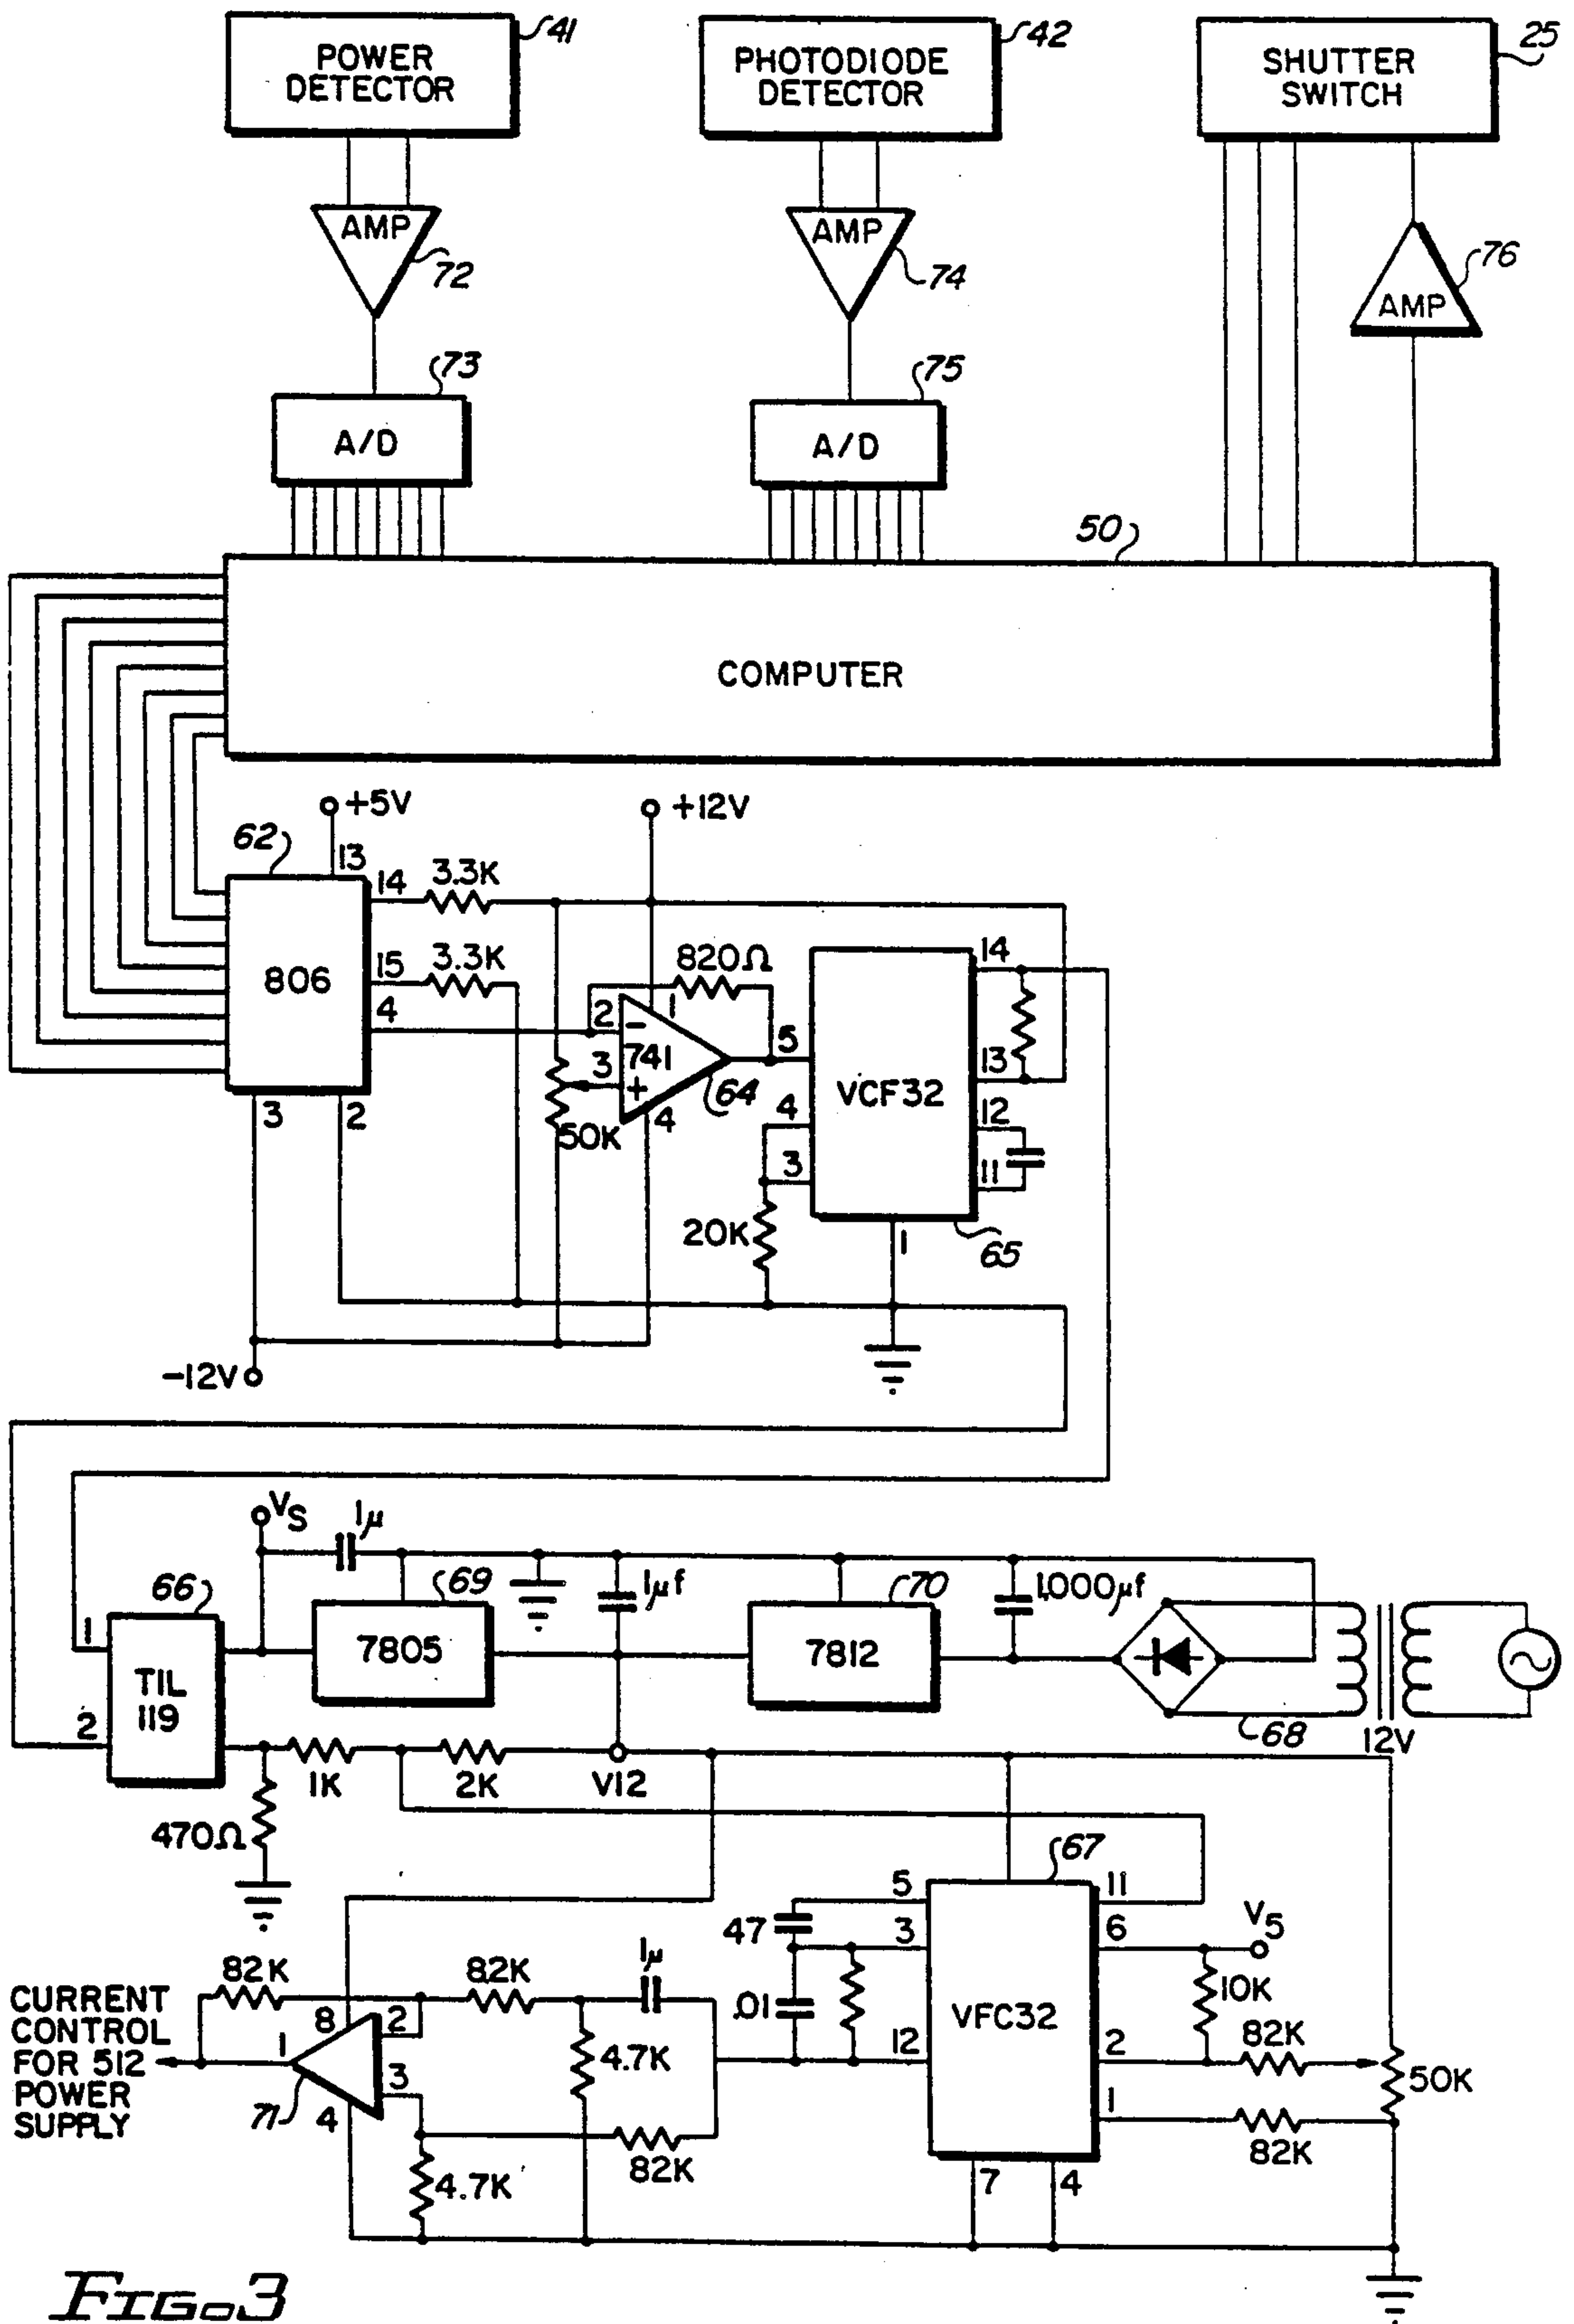 41
42
25
POWER
DETECTOR
PHOTODIODE
DETECTOR
SHUTTER
SWITCH
AMP
72
AMP
74
76
AMP
73
75
A/D
A/D
50
COMPUTER
+5V
+12V
62
13
14
3.3K
820Ω
14
806
15
3.3K
4
2
-
1
741
5
3
+
64
VCF32
13
4
12
3
2
50K
4
3
11
20K
1
65
-12V
VS
1μ
66
69
1μf
70
1,000μf
1
7805
7812
TIL
119
2
68
12V
1K
2K
V12
470Ω
67
5
11
47
3
6
V5
82K
82K
1μ
.01
10K
CURRENT
CONTROL
FOR 512
POWER
SUPPLY
8
2
1
VFC32
82K
12
2
4.7K
3
50K
71
4
1
82K
82K
4.7K
7
4
FIG. 3